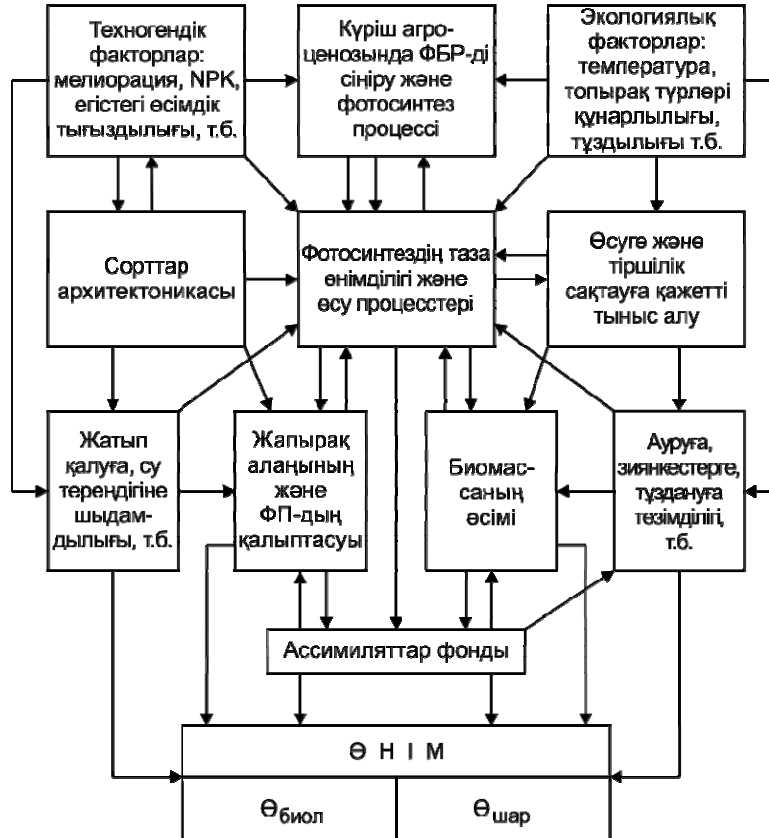 Техногендік
факторлар:
мелиорация, NPK,
егістегі өсімдік
тығыздылығы, т.б.
Күріш агро-
ценозында ФБР-ді
сіңіру және
фотосинтез
процессі
Экологиялық
факторлар:
температура,
топырақ түрлері
құнарлылығы,
тұздылығы т.б.
Сорттар
архитектоникасы
Фотосинтездің таза
өнімділігі және
өсу процесстері
Өсуге және
тіршілік
сақтауға қажетті
тыныс алу
Жатып
қалуға, су
терендігіне
шыдам-
дылығы, т.б.
Жапырақ
алаңының
және
ФП-дың
қалыптасуы
Биомас-
саның
өсімі
Ауруға,
зиянкестерге,
тұздануға
төзімділігі,
т.б.
Ассимиляттар фонды
Ө Н І М
Өбиол
Өшар